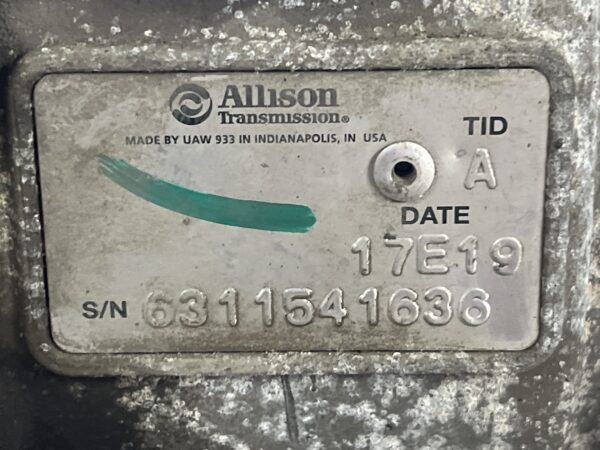 Allison
Transmission®
MADE BY UAW 933 IN INDIANAPOLIS, IN USA
TID
A
DATE
17E19
S/N 6311541636